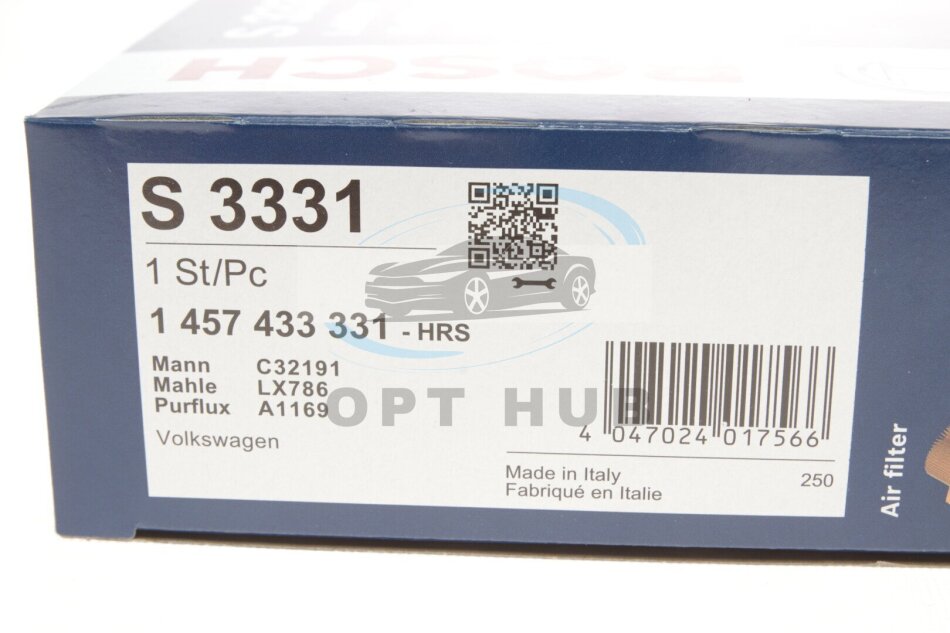 BOSCH
S 3331
1 St/Pc
1 457 433 331 - HRS
Mann C32191
Mahle LX786
Purflux A1169
Volkswagen
OPT HUB
4 047024 017566
Made in Italy
Fabriqué en Italie
250
Air filter